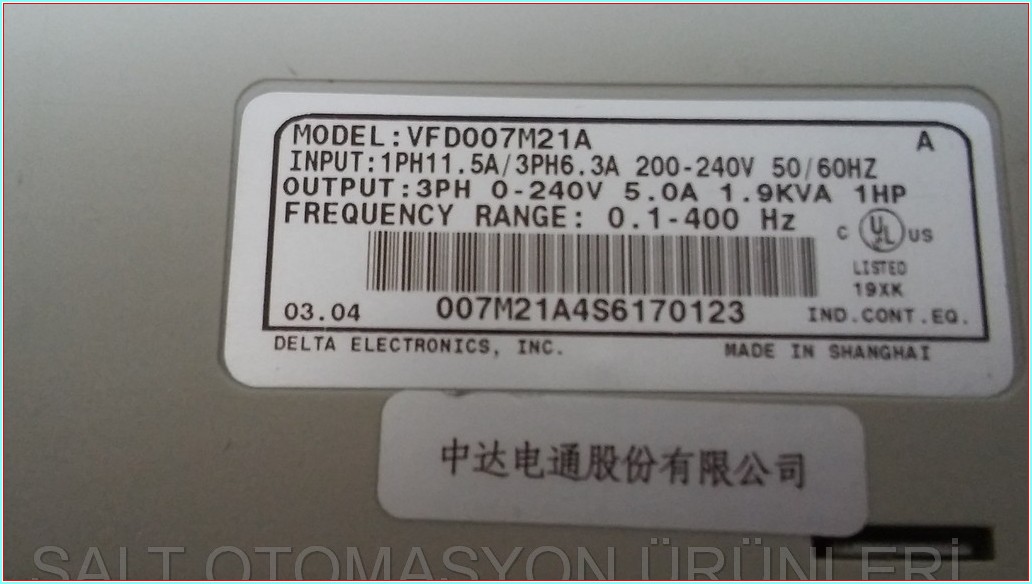 MODEL:VFD007M21A A
INPUT:1PH11.5A/3PH6.3A 200-240V 50/60HZ
OUTPUT:3PH 0-240V 5.0A 1.9KVA 1HP
FREQUENCY RANGE: 0.1-400 Hz
C UL US
LISTED
19XK
03.04 007M21A4S6170123 IND.CONT.EQ.
DELTA ELECTRONICS, INC. MADE IN SHANGHAI
中达电通股份有限公司
SALT OTOMASYON ÜRÜNLERİ